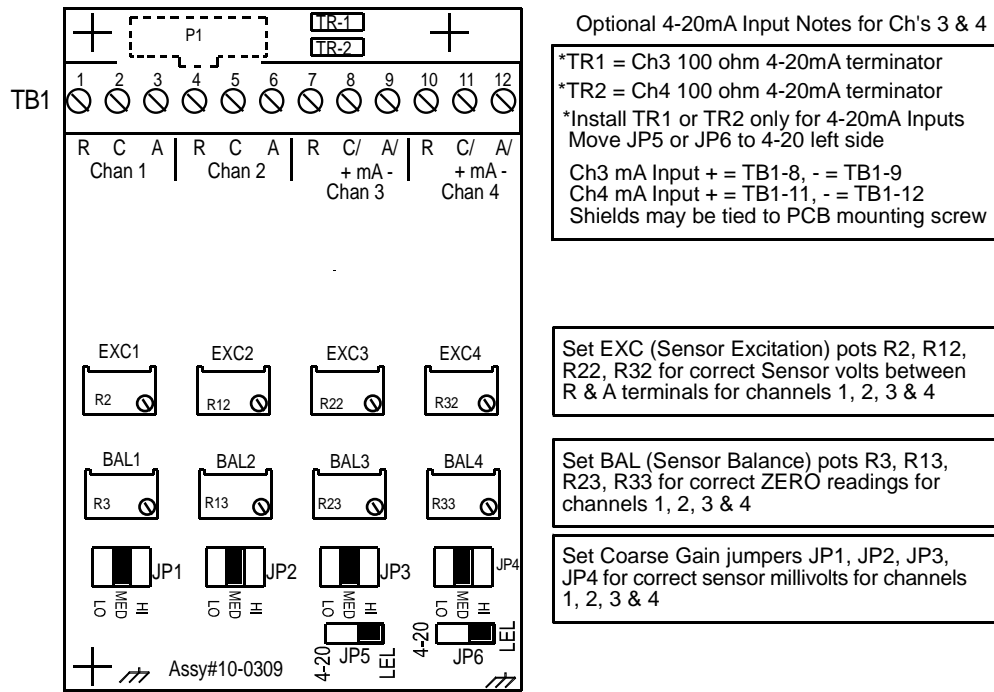 P1
TR-1
TR-2
TB1
1 2 3 4 5 6 7 8 9 10 11 12
R C A R C A R C/ A/ R C/ A/
Chan 1 Chan 2 + mA - + mA -
Chan 3 Chan 4
EXC1 EXC2 EXC3 EXC4
R2 R12 R22 R32
BAL1 BAL2 BAL3 BAL4
R3 R13 R23 R33
JP1 JP2 JP3 JP4
LO MED HI LO MED HI LO MED HI LO MED HI
4-20 JP5 LEL 4-20 JP6 LEL
Assy#10-0309
Optional 4-20mA Input Notes for Ch's 3 & 4
*TR1 = Ch3 100 ohm 4-20mA terminator
*TR2 = Ch4 100 ohm 4-20mA terminator
*Install TR1 or TR2 only for 4-20mA Inputs
Move JP5 or JP6 to 4-20 left side
Ch3 mA Input + = TB1-8, - = TB1-9
Ch4 mA Input + = TB1-11, - = TB1-12
Shields may be tied to PCB mounting screw
Set EXC (Sensor Excitation) pots R2, R12,
R22, R32 for correct Sensor volts between
R & A terminals for channels 1, 2, 3 & 4
Set BAL (Sensor Balance) pots R3, R13,
R23, R33 for correct ZERO readings for
channels 1, 2, 3 & 4
Set Coarse Gain jumpers JP1, JP2, JP3,
JP4 for correct sensor millivolts for channels
1, 2, 3 & 4